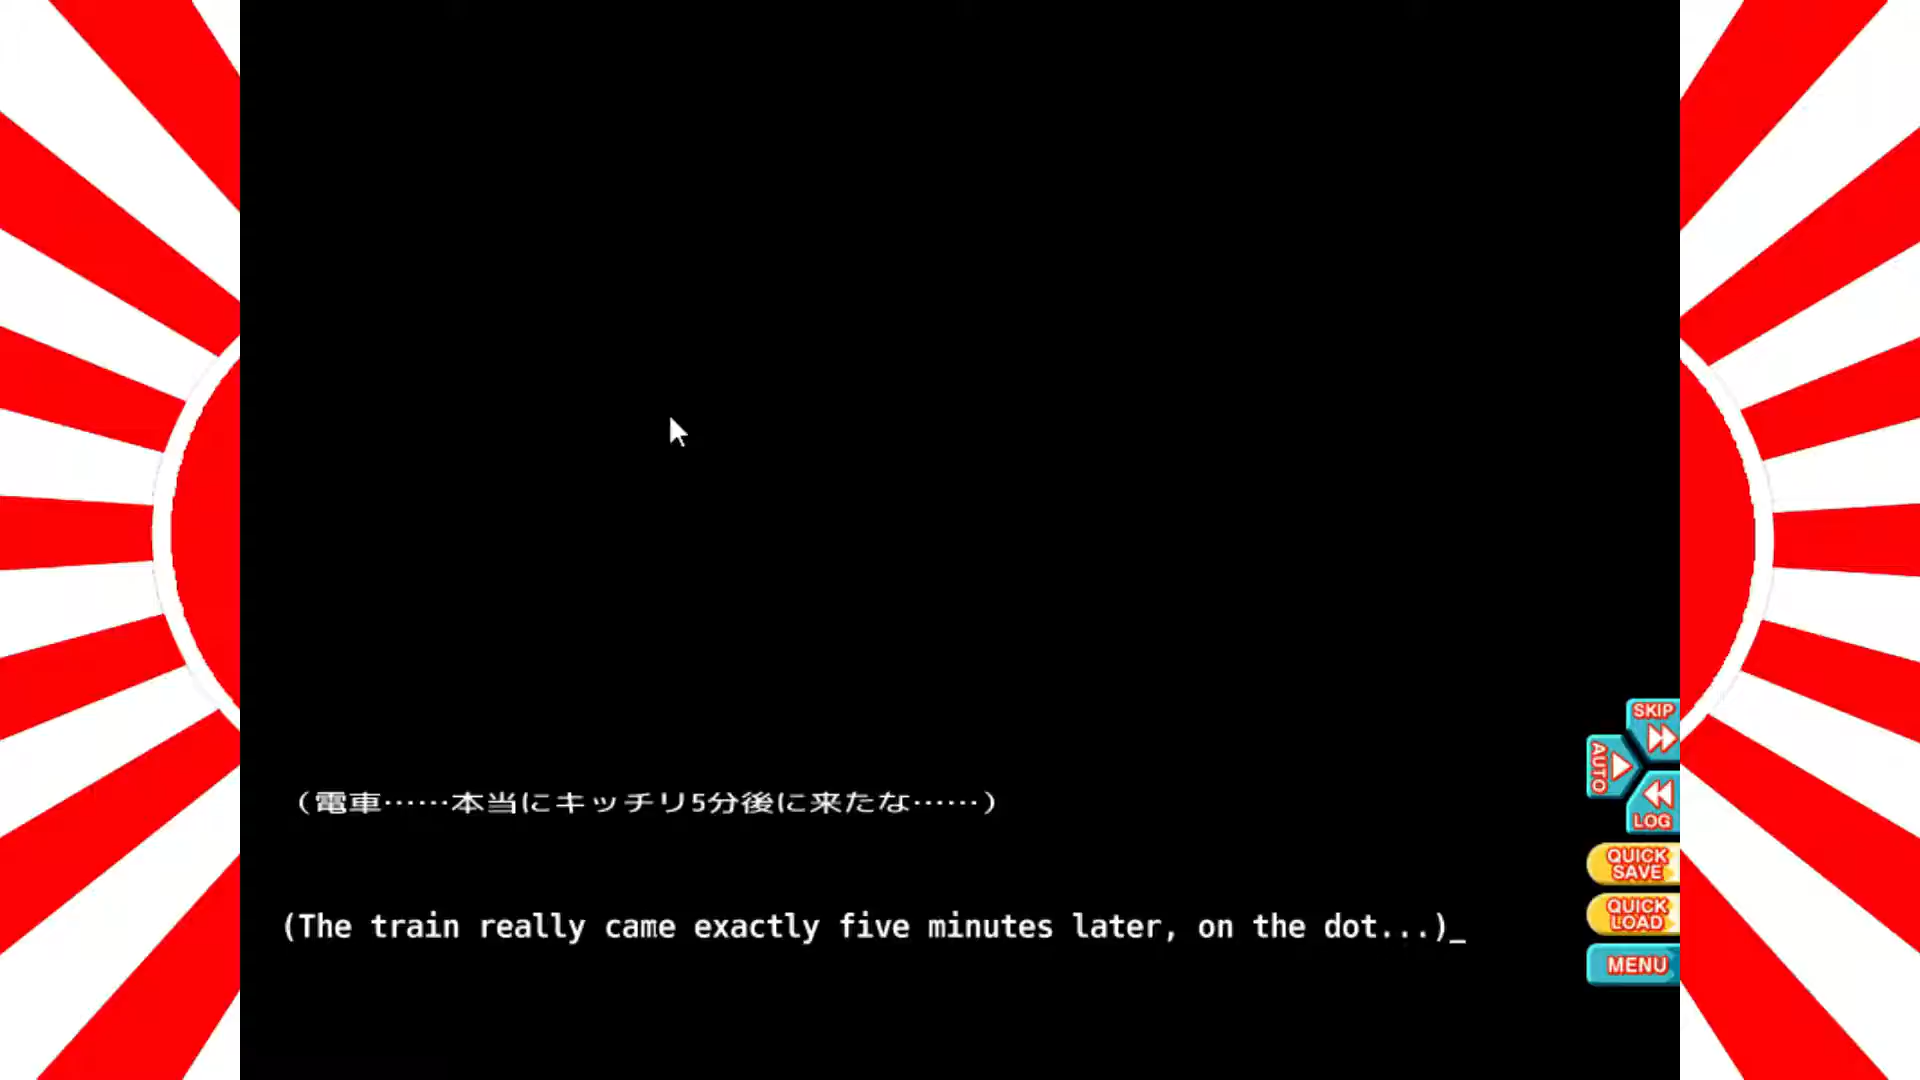 SKIP
AUTO
LOG
(電車……本当にキッチリ5分後に来たな……)
QUICK
SAVE
QUICK
LOAD
(The train really came exactly five minutes later, on the dot...)_
MENU